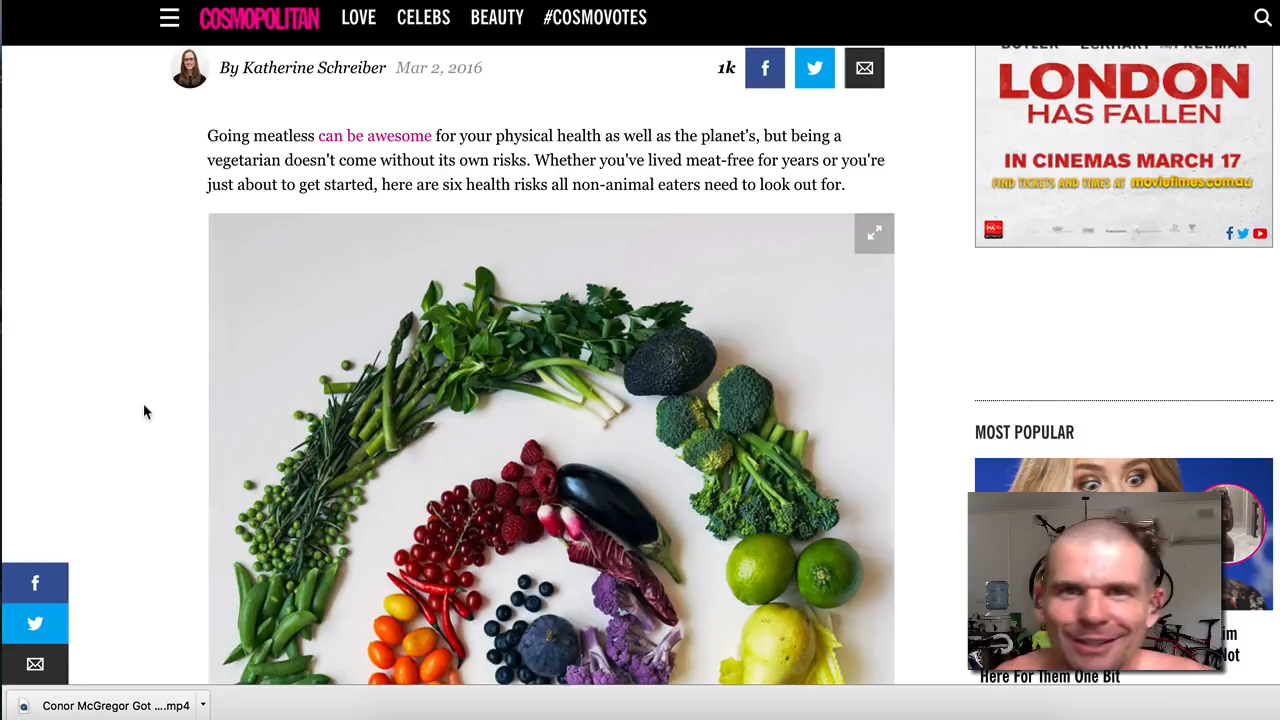 COSMOPOLITAN LOVE CELEBS BEAUTY #COSMOVOTES
By Katherine Schreiber Mar 2, 2016
1k
Going meatless can be awesome for your physical health as well as the planet's, but being a
vegetarian doesn't come without its own risks. Whether you've lived meat-free for years or you're
just about to get started, here are six health risks all non-animal eaters need to look out for.
LONDON
HAS FALLEN
IN CINEMAS MARCH 17
FIND TICKETS AND TIMES AT movietimes.com.au
MOST POPULAR
Not
Here For Them One Bit
Conor McGregor Got ....mp4